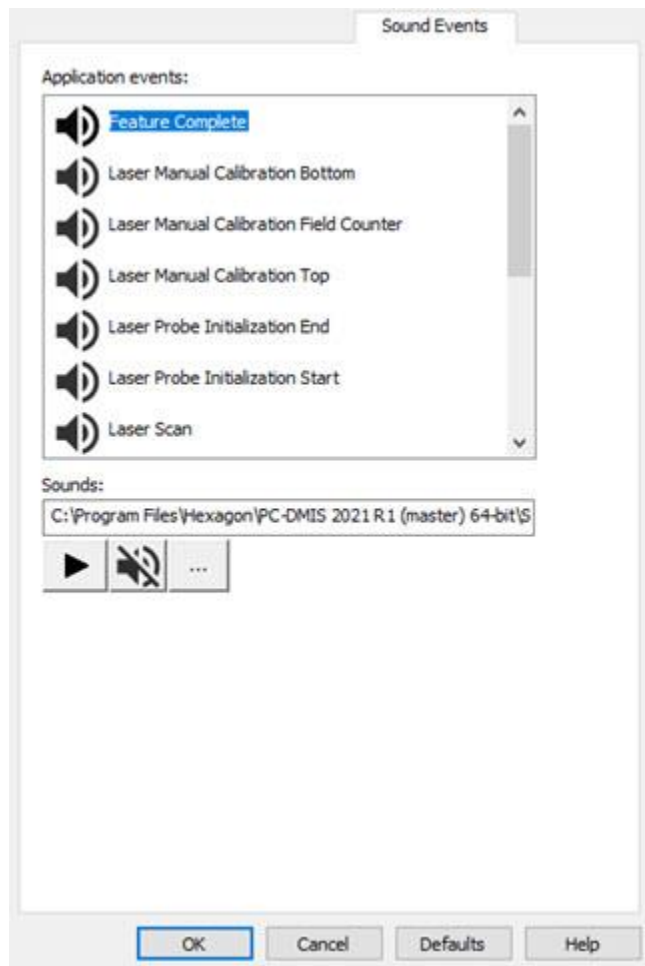 Sound Events
Application events:
Feature Complete
Laser Manual Calibration Bottom
Laser Manual Calibration Field Counter
Laser Manual Calibration Top
Laser Probe Initialization End
Laser Probe Initialization Start
Laser Scan
Sounds:
C:\Program Files\Hexagon\PC-DMIS 2021 R1 (master) 64-bit\S
...
OK Cancel Defaults Help